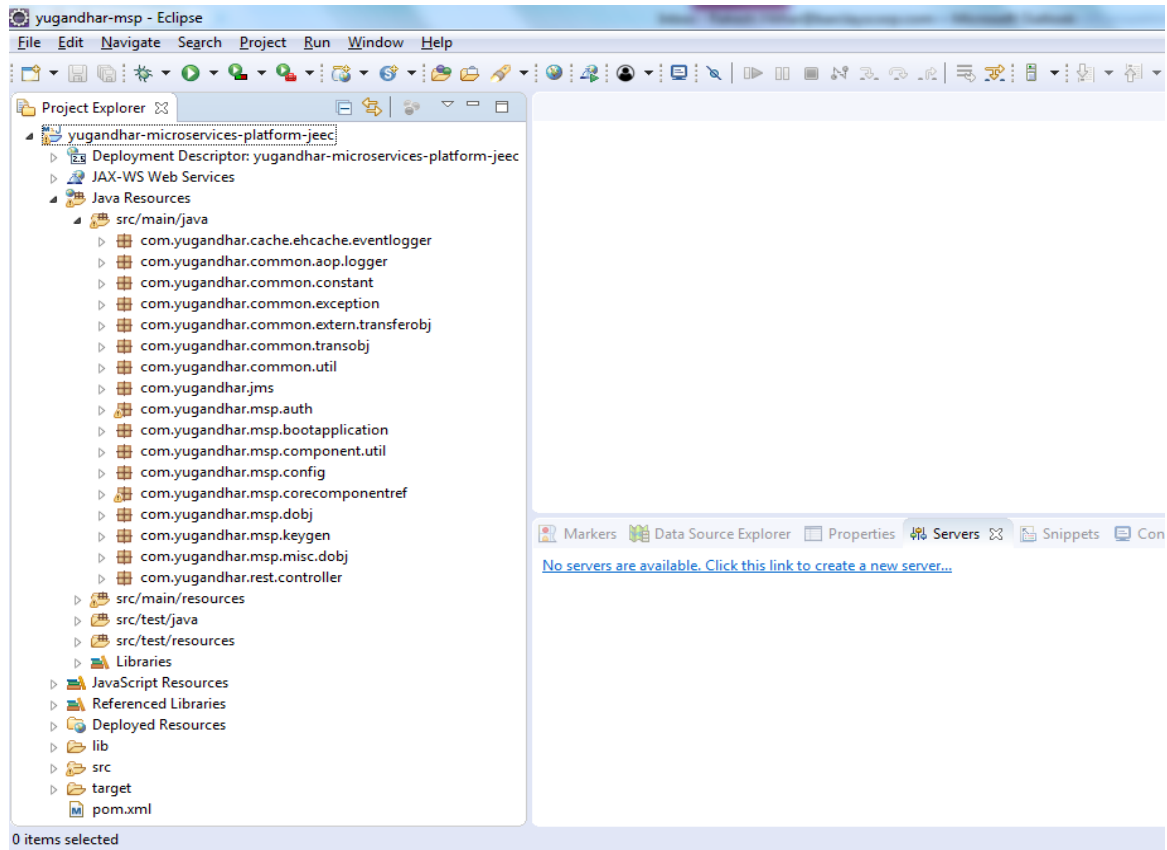 yugandhar-msp - Eclipse
File Edit Navigate Search Project Run Window Help
Project Explorer
yugandhar-microservices-platform-jeec
2.5 Deployment Descriptor: yugandhar-microservices-platform-jeec
JAX-WS Web Services
Java Resources
src/main/java
com.yugandhar.cache.ehcache.eventlogger
com.yugandhar.common.aop.logger
com.yugandhar.common.constant
com.yugandhar.common.exception
com.yugandhar.common.extern.transferobj
com.yugandhar.common.transobj
com.yugandhar.common.util
com.yugandhar.jms
com.yugandhar.msp.auth
com.yugandhar.msp.bootapplication
com.yugandhar.msp.component.util
com.yugandhar.msp.config
com.yugandhar.msp.corecomponentref
com.yugandhar.msp.dobj
com.yugandhar.msp.keygen
com.yugandhar.msp.misc.dobj
com.yugandhar.rest.controller
src/main/resources
src/test/java
src/test/resources
Libraries
JavaScript Resources
Referenced Libraries
Deployed Resources
lib
src
target
pom.xml
Markers Data Source Explorer Properties Servers Snippets Con
No servers are available. Click this link to create a new server...
0 items selected